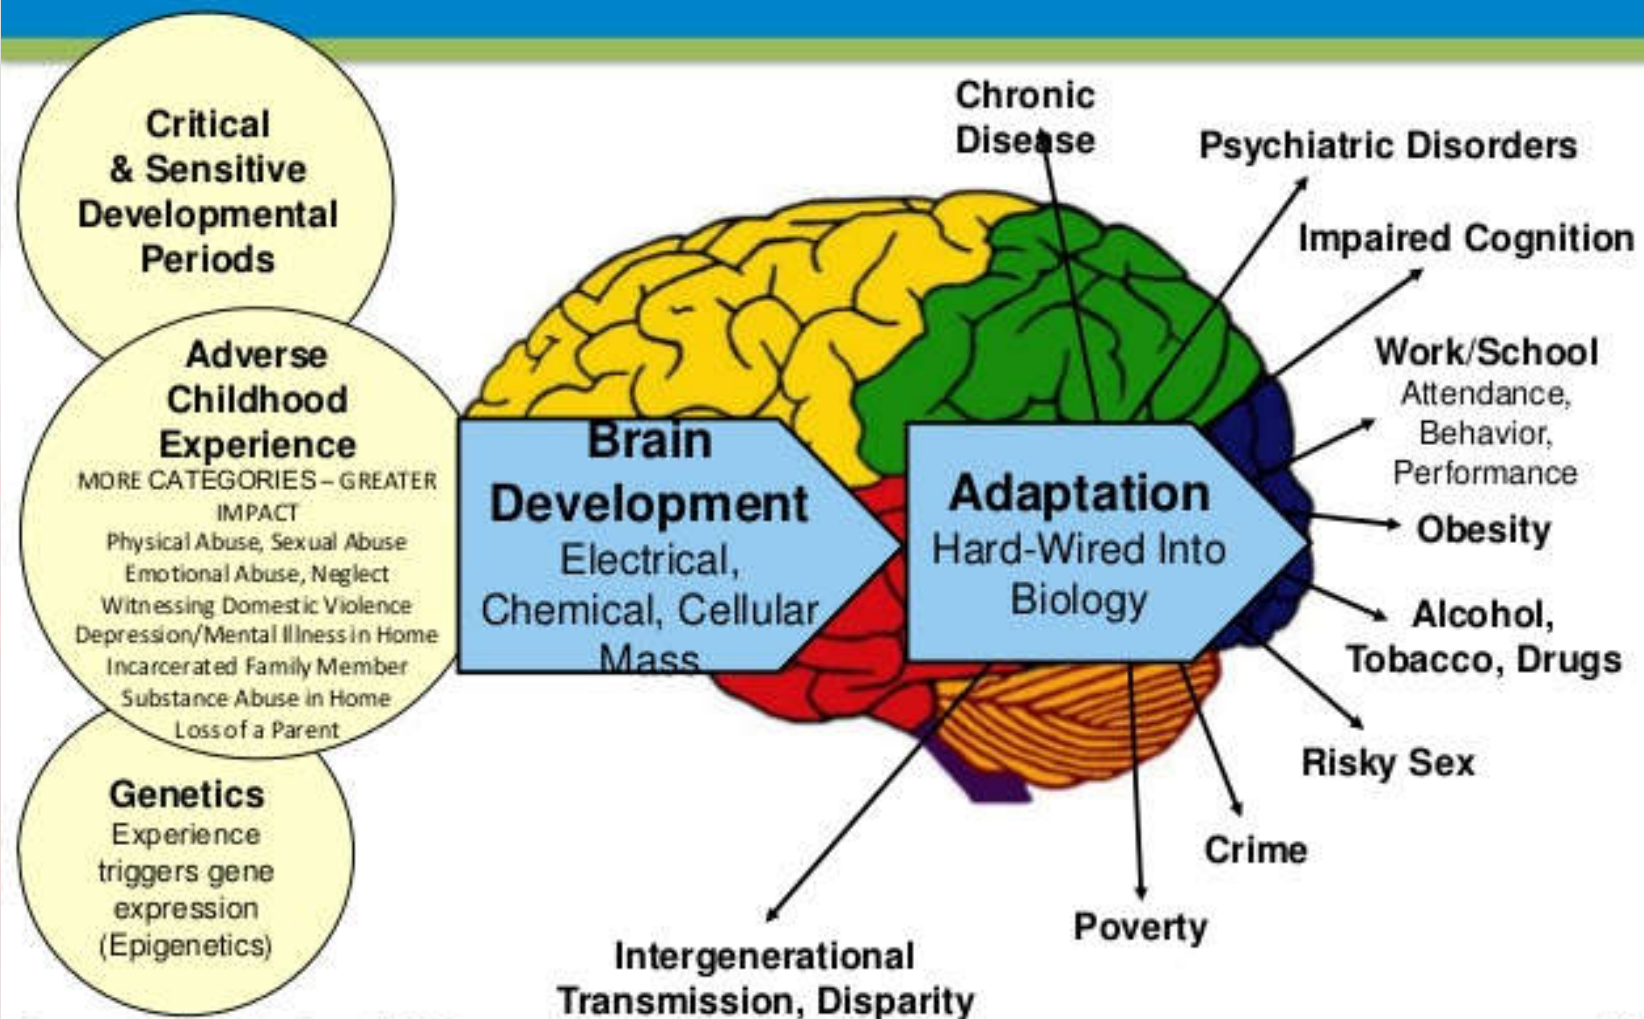 Critical
& Sensitive
Developmental
Periods
Adverse
Childhood
Experience
MORE CATEGORIES – GREATER
IMPACT
Physical Abuse, Sexual Abuse
Emotional Abuse, Neglect
Witnessing Domestic Violence
Depression/Mental Illness in Home
Incarcerated Family Member
Substance Abuse in Home
Loss of a Parent
Genetics
Experience
triggers gene
expression
(Epigenetics)
Brain
Development
Electrical,
Chemical, Cellular
Mass
Adaptation
Hard-Wired Into
Biology
Chronic
Disease
Psychiatric Disorders
Impaired Cognition
Work/School
Attendance,
Behavior,
Performance
Obesity
Alcohol,
Tobacco, Drugs
Risky Sex
Crime
Poverty
Intergenerational
Transmission, Disparity